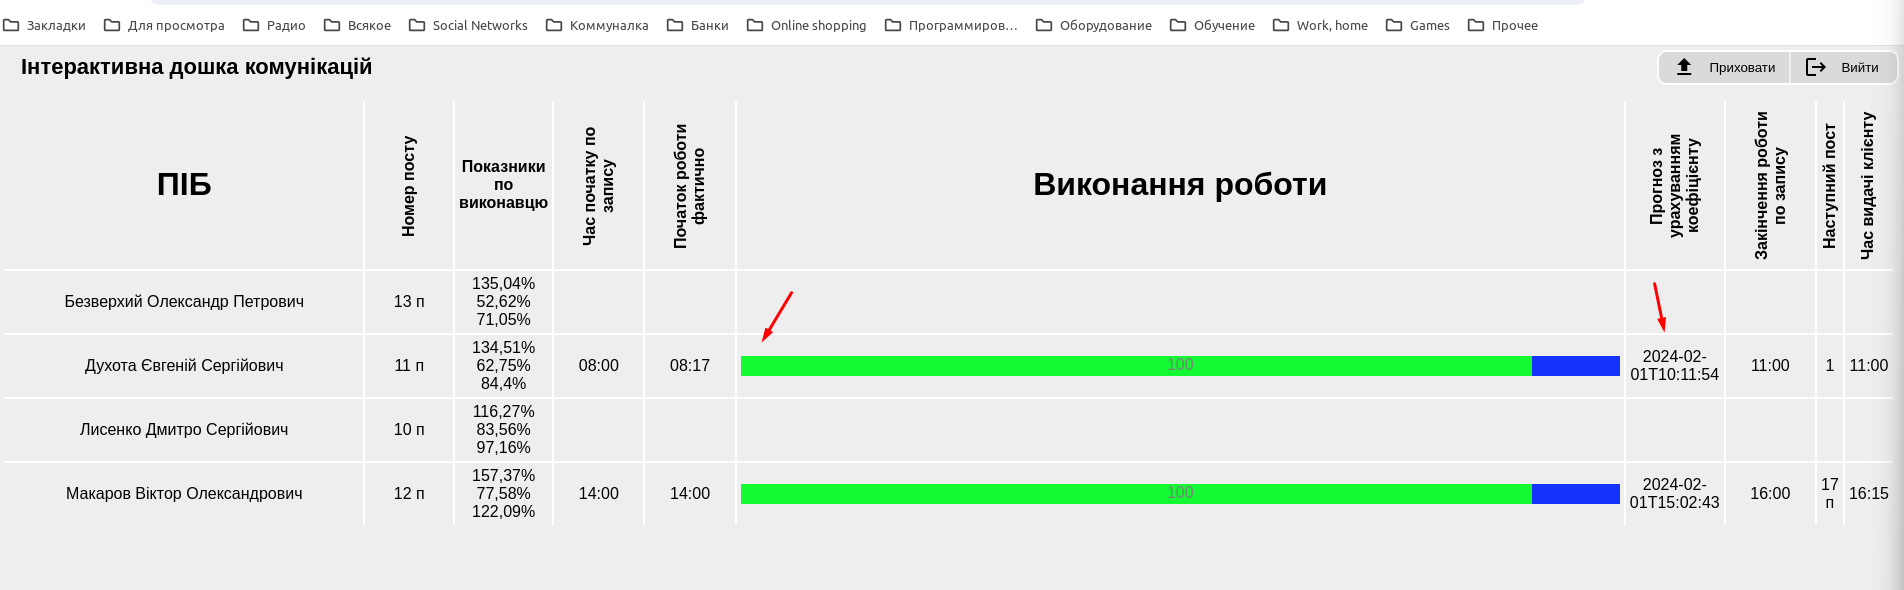 Закладки Для просмотра Радио Всякое Social Networks Коммуналка Банки Online shopping Программиров… Оборудование Обучение Work, home Games Прочее
Інтерактивна дошка комунікацій
Приховати Вийти
ПІБ
Номер посту
Показники
по
виконавцю
Час початку по
запису
Початок роботи
фактично
Виконання роботи
Прогноз з
урахуванням
коефіцієнту
Закінчення роботи
по запису
Наступний пост
Час видачі клієнту
Безверхий Олександр Петрович
13 п
135,04%
52,62%
71,05%
Духота Євгеній Сергійович
11 п
134,51%
62,75%
84,4%
08:00
08:17
100
2024-02-
01T10:11:54
11:00
1
11:00
Лисенко Дмитро Сергійович
10 п
116,27%
83,56%
97,16%
Макаров Віктор Олександрович
12 п
157,37%
77,58%
122,09%
14:00
14:00
100
2024-02-
01T15:02:43
16:00
17
п
16:15